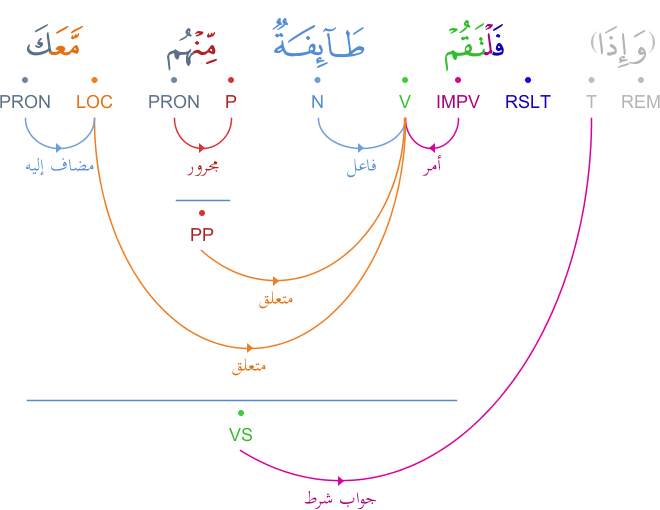 (وَإِذَا) فَلْتَقُمْ طَآئِفَةٌۭ مِّنْهُم مَّعَكَ
REM T RSLT IMPV V N P PRON LOC PRON
أمر فاعل مجرور مضاف إليه
PP
متعلق
متعلق
VS
جواب شرط